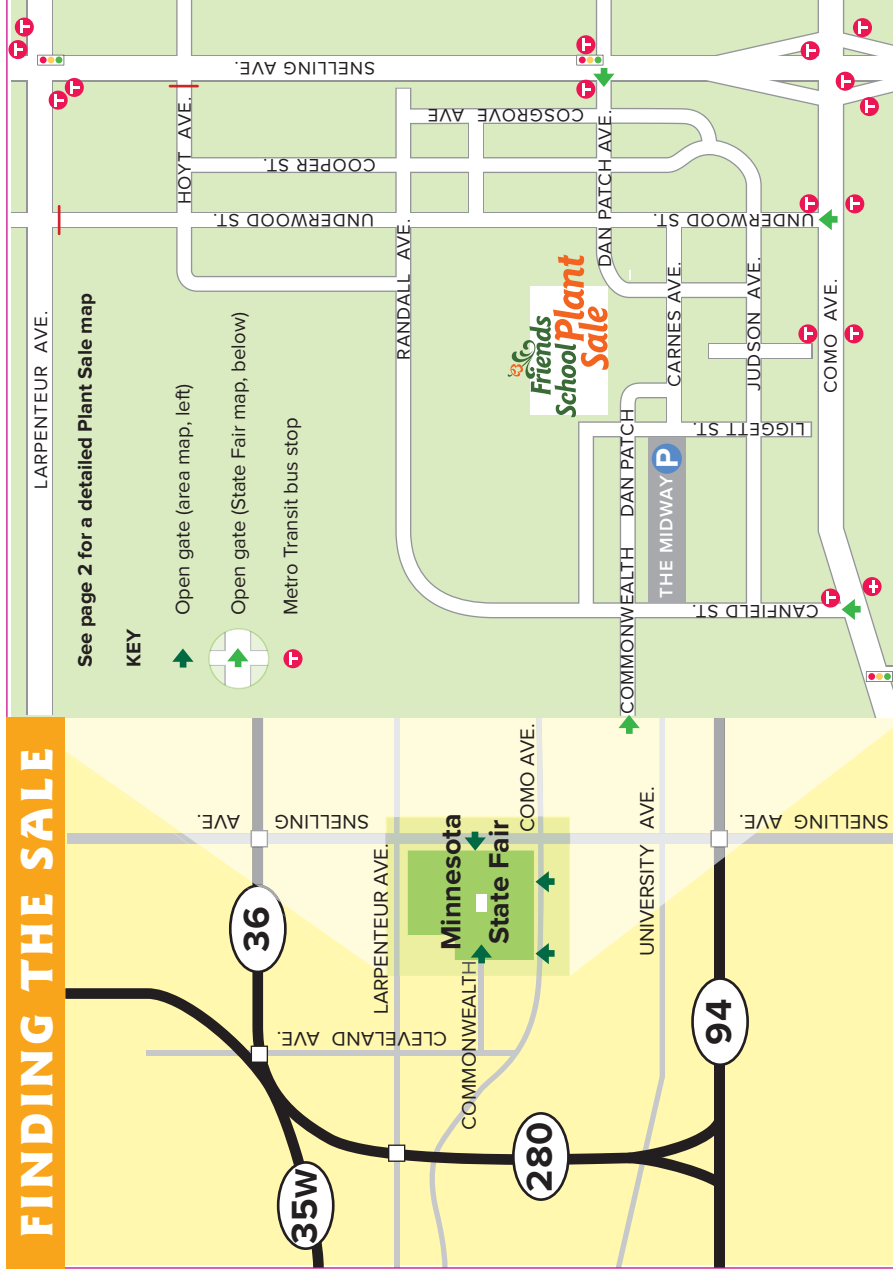 FINDING THE SALE
35W
36
280
94
SNELLING AVE.
LARPENTEUR AVE.
CLEVELAND AVE.
COMMONWEALTH
Minnesota
State Fair
COMO AVE.
UNIVERSITY AVE.
SNELLING AVE.
LARPENTEUR AVE.
See page 2 for a detailed Plant Sale map
KEY
Open gate (area map, left)
Open gate (State Fair map, below)
T
Metro Transit bus stop
HOYT AVE.
SNELLING AVE.
COOPER ST.
UNDERWOOD ST.
RANDALL AVE.
COSGROVE AVE
DAN PATCH AVE.
UNDERWOOD ST.
Friends
School Plant
Sale
CARNES AVE.
JUDSON AVE.
COMO AVE.
LIGGETT ST.
COMMONWEALTH DAN PATCH
THE MIDWAY P
CANFIELD ST.